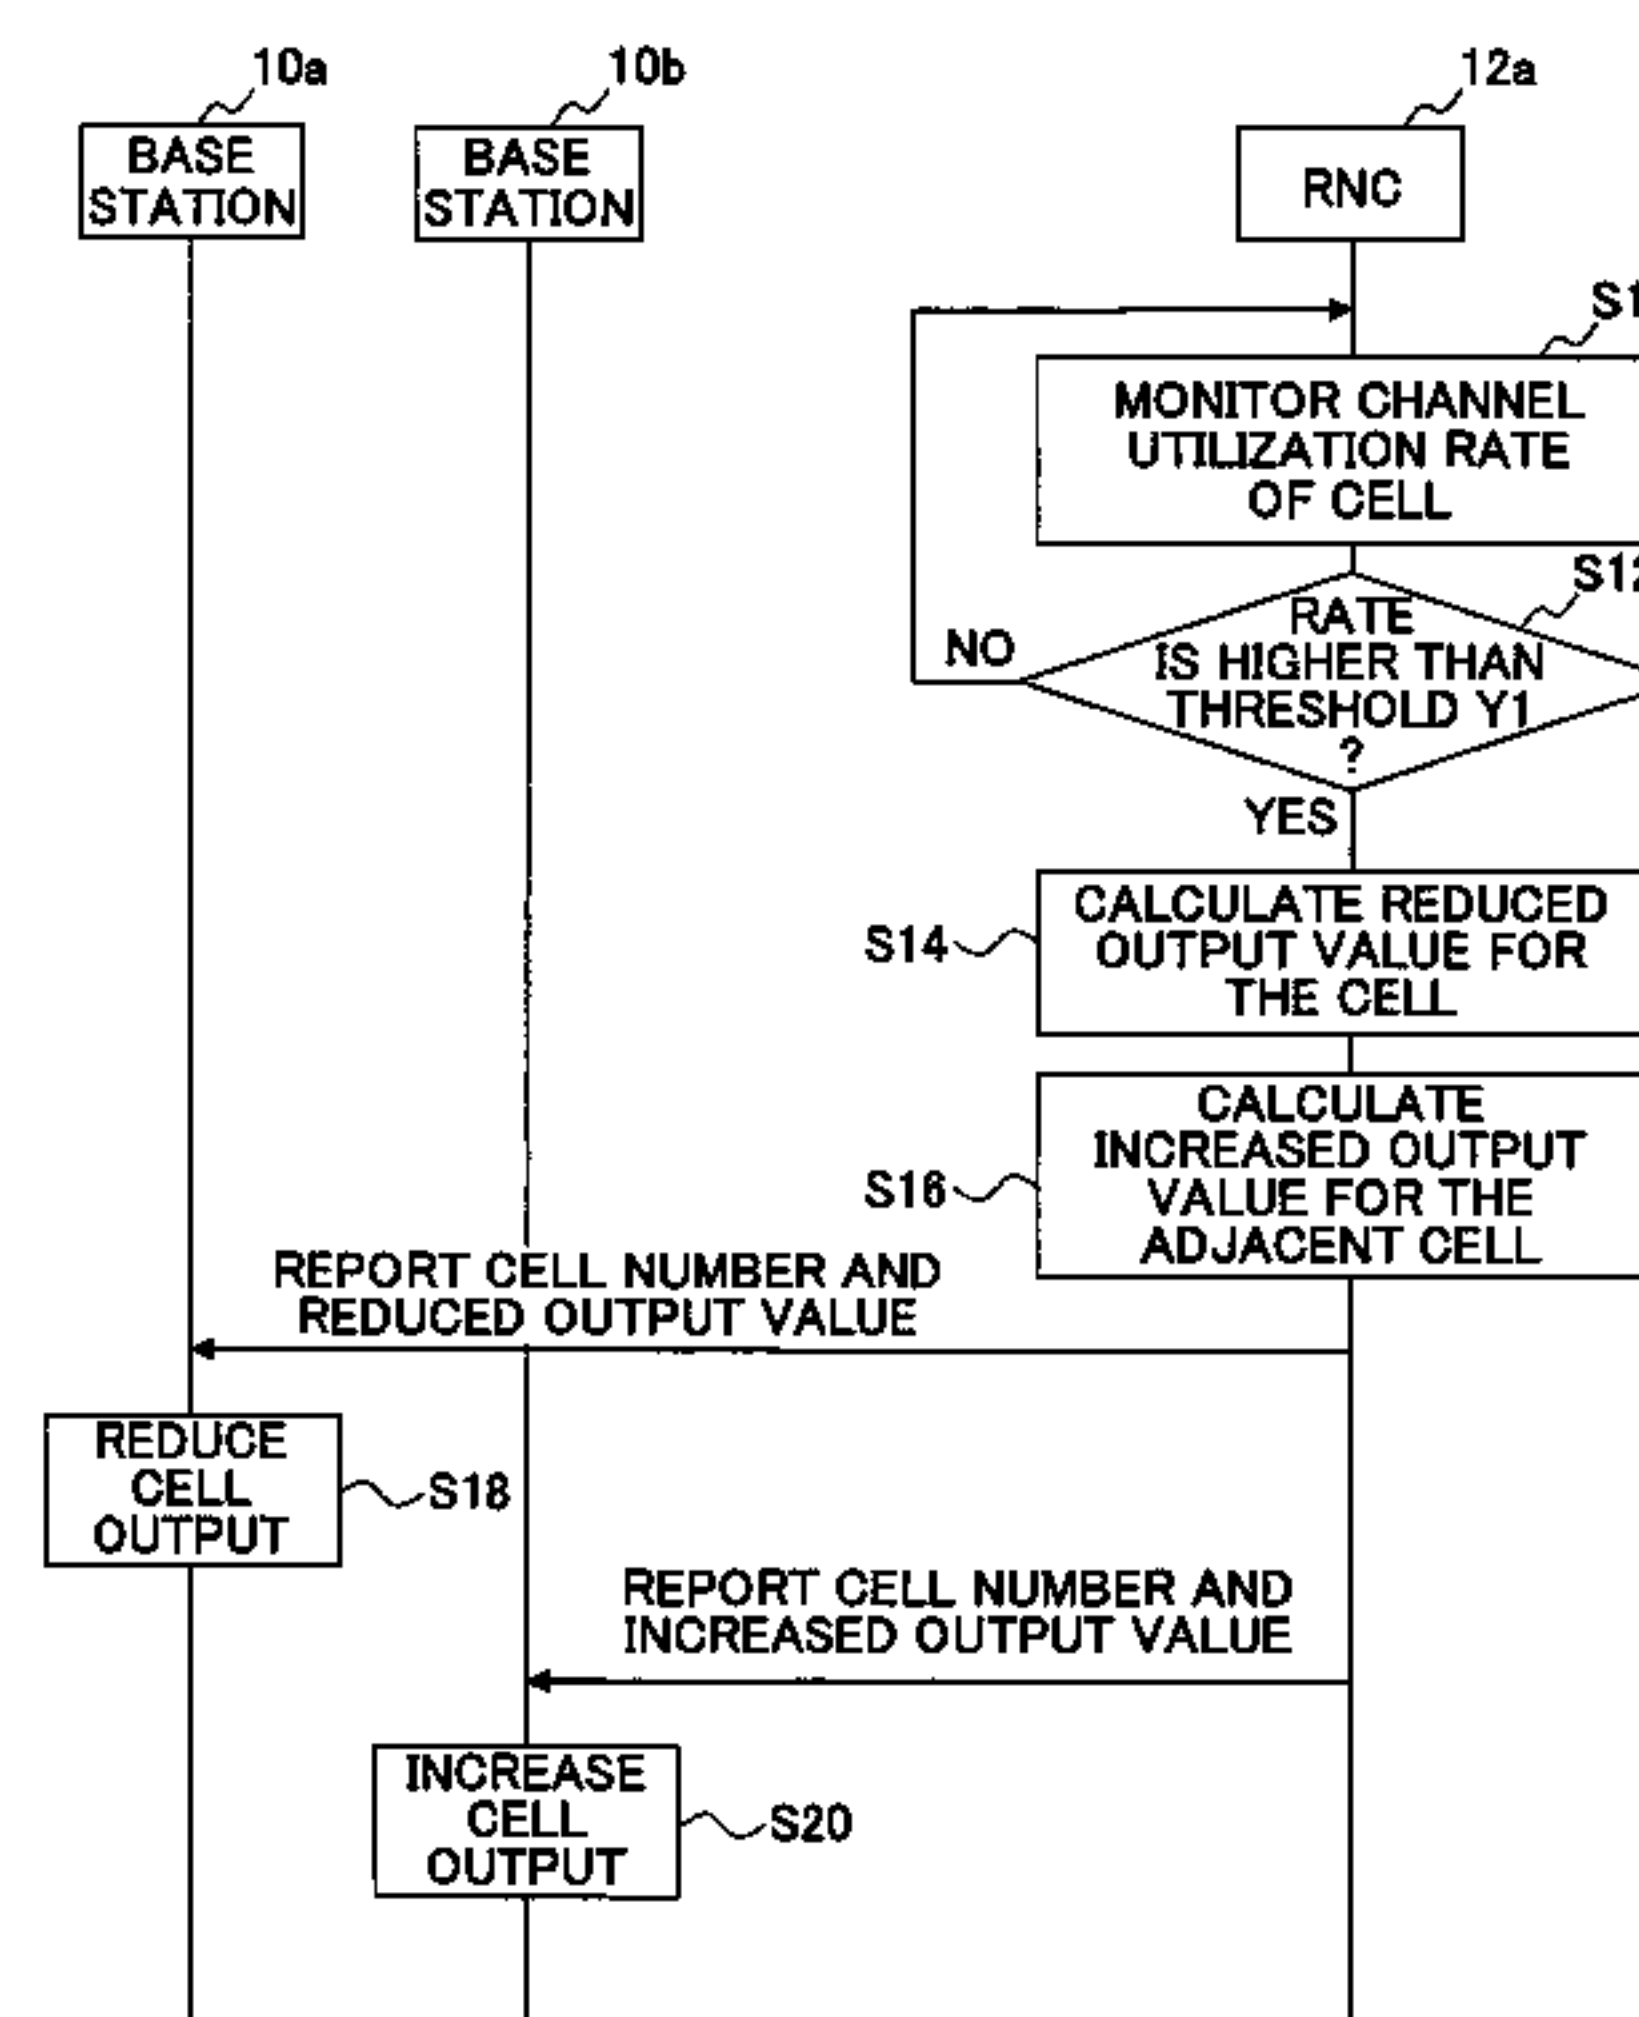 10a
10b
12a
BASE
STATION
BASE
STATION
RNC
MONITOR CHANNEL
UTILIZATION RATE
OF CELL
RATE
IS HIGHER THAN
THRESHOLD Y1
?
NO
YES
S14
CALCULATE REDUCED
OUTPUT VALUE FOR
THE CELL
S16
CALCULATE
INCREASED OUTPUT
VALUE FOR THE
ADJACENT CELL
REPORT CELL NUMBER AND
REDUCED OUTPUT VALUE
REDUCE
CELL
OUTPUT
S18
REPORT CELL NUMBER AND
INCREASED OUTPUT VALUE
INCREASE
CELL
OUTPUT
S20